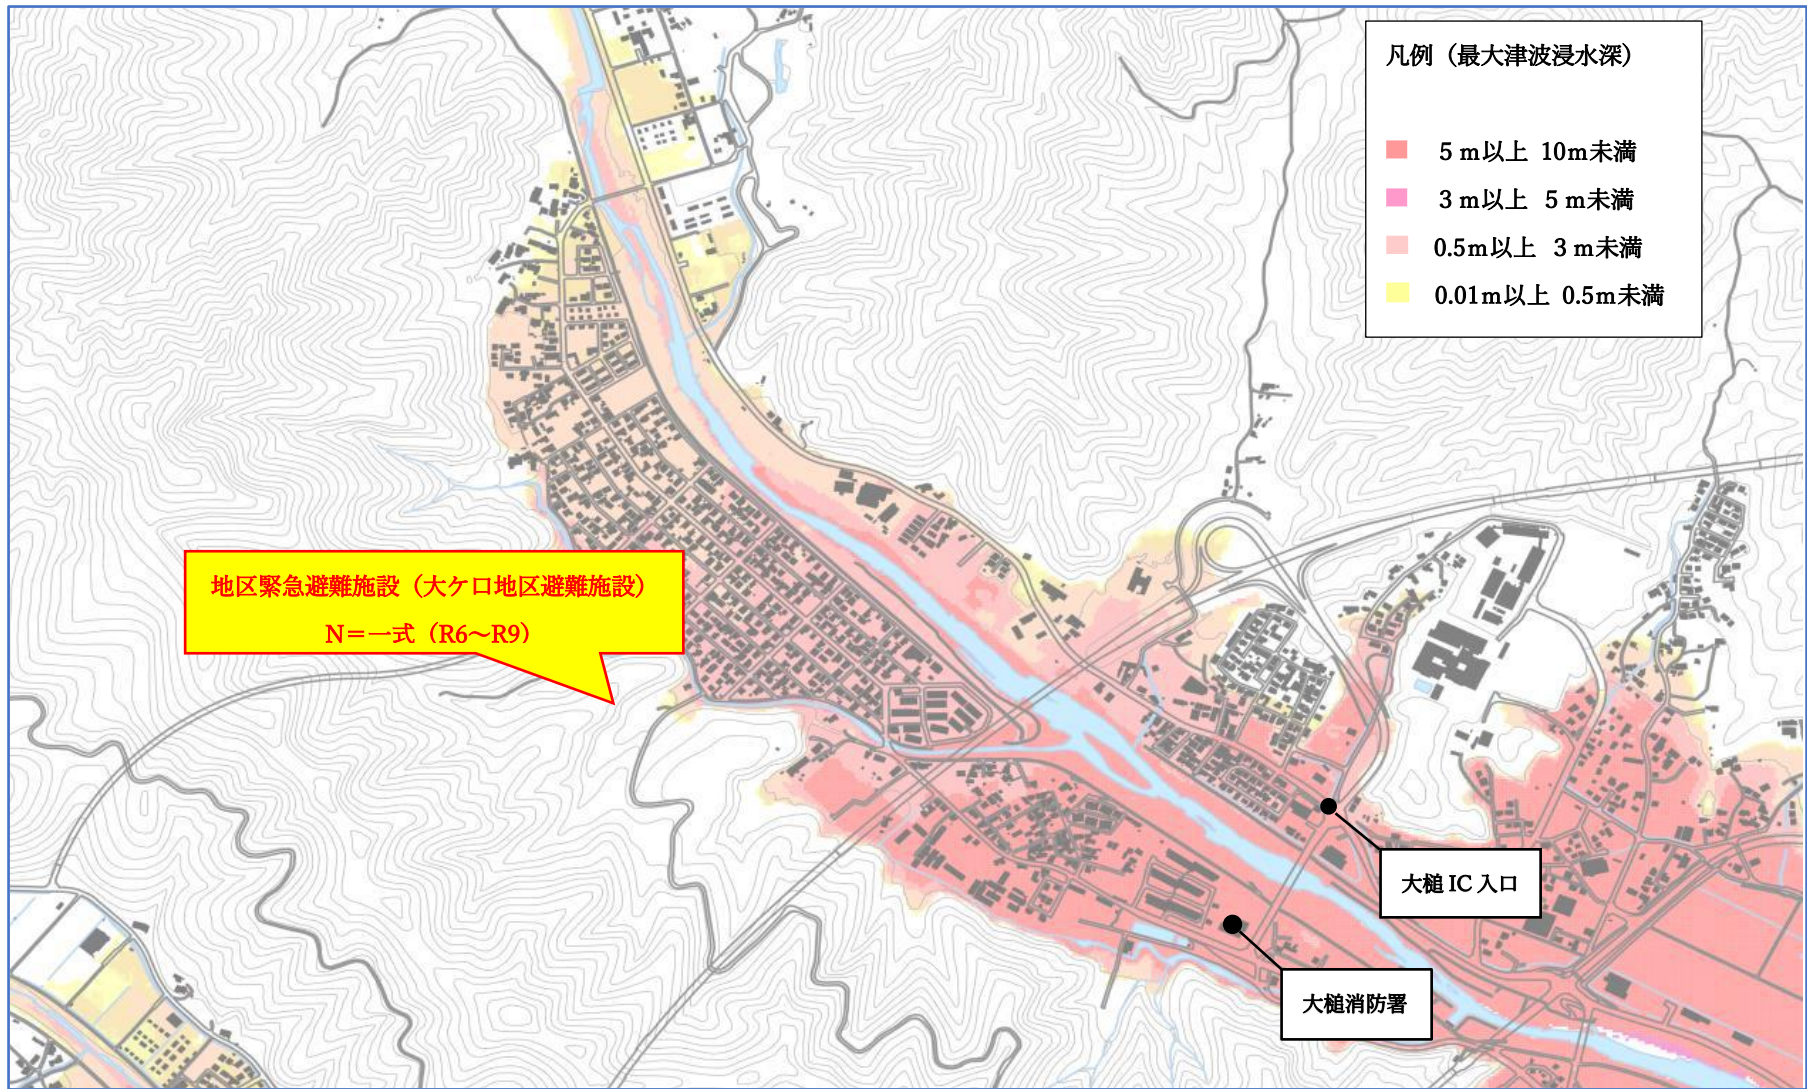 凡例（最大津波浸水深）
5m以上 10m未満
3m以上 5m未満
0.5m以上 3m未満
0.01m以上 0.5m未満
地区緊急避難施設（大ケ口地区避難施設）
N＝一式（R6～R9）
大槌IC入口
大槌消防署